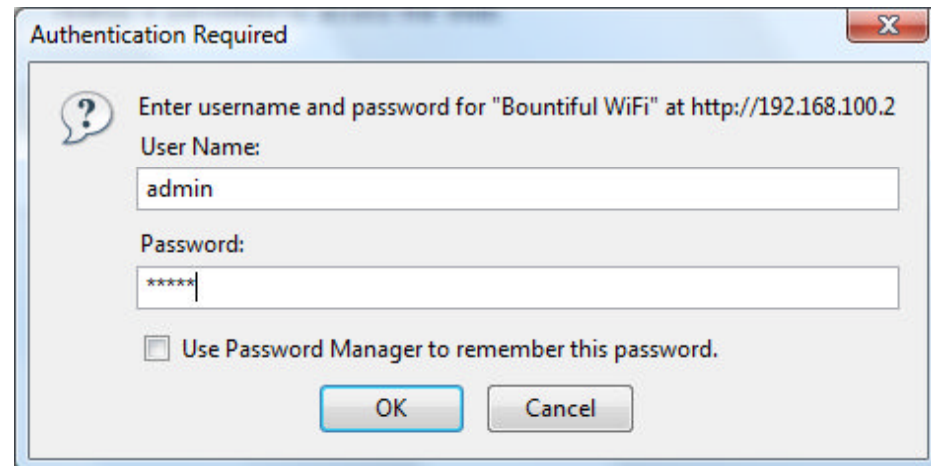 Authentication Required
Enter username and password for "Bountiful WiFi" at http://192.168.100.2
User Name:
admin
Password:
*****
Use Password Manager to remember this password.
OK
Cancel